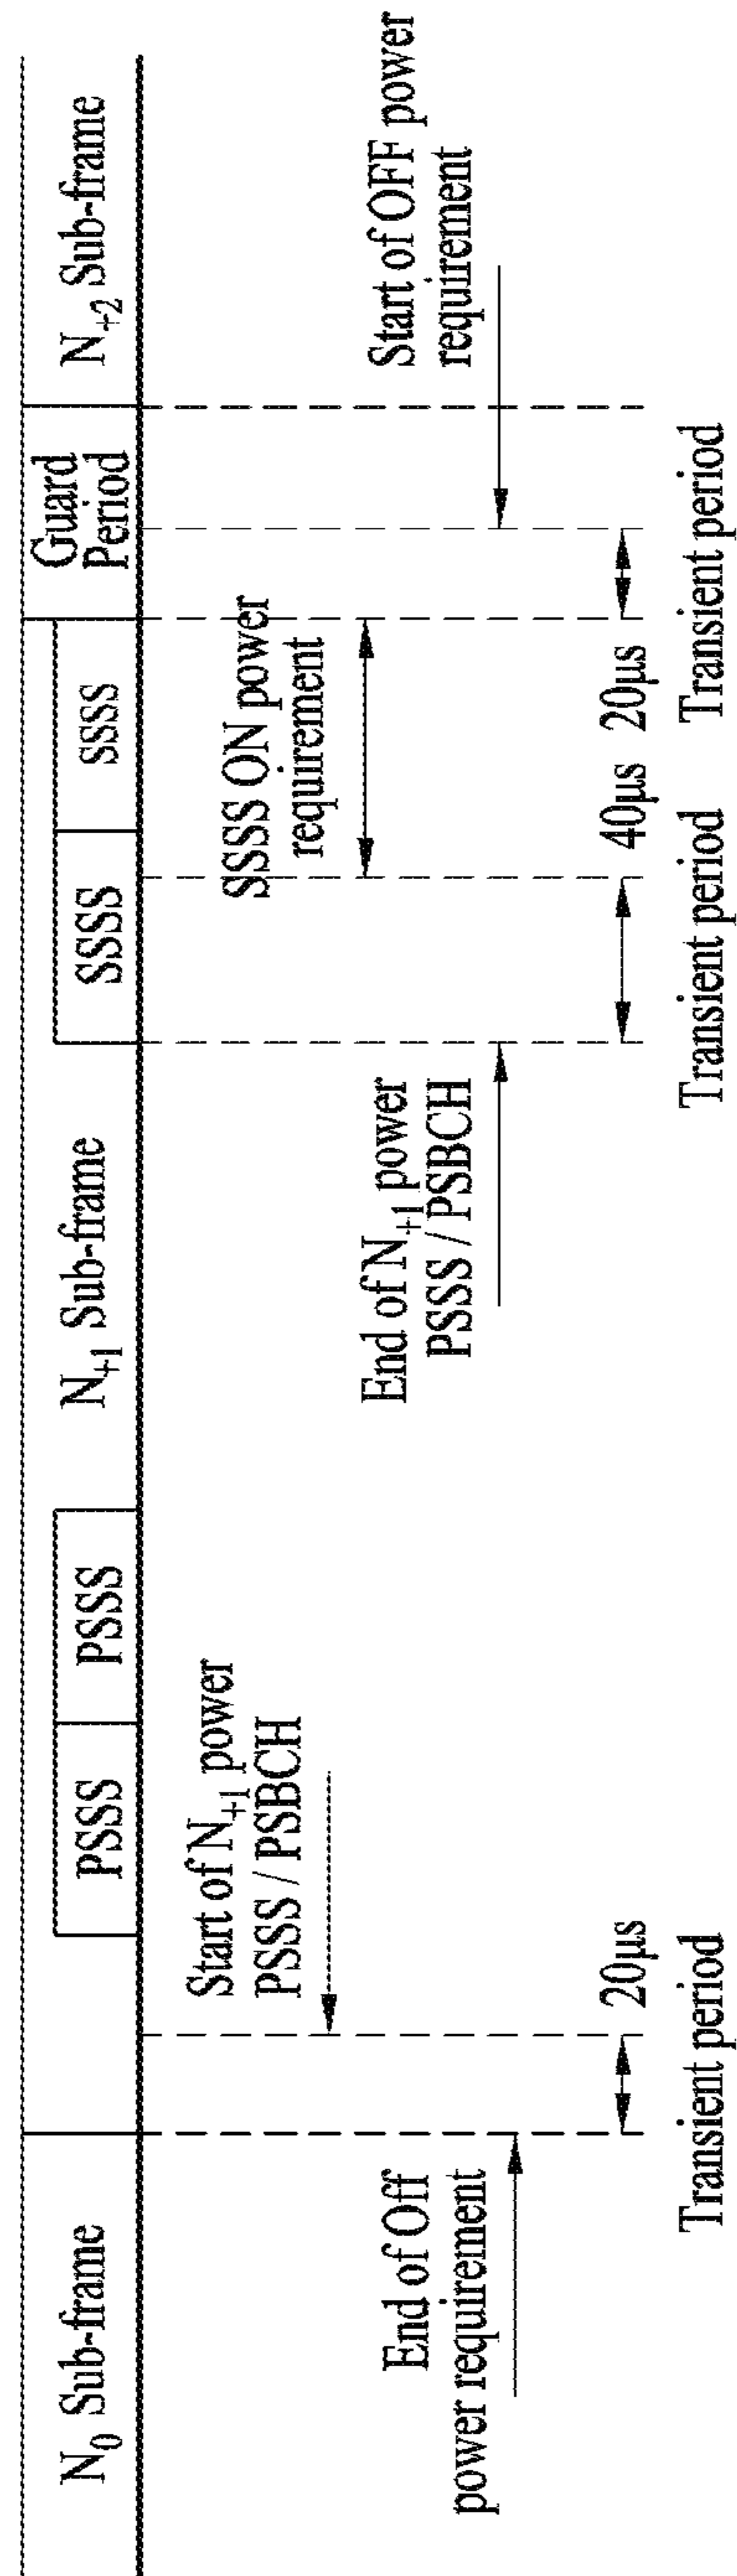 N0 Sub-frame
PSSS
PSSS
N+1 Sub-frame
SSSS
SSSS
Guard
Period
N+2 Sub-frame
Start of N+1 power
PSSS / PSBCH
SSSS ON power
requirement
End of Off
power requirement
End of N+1 power
PSSS / PSBCH
Start of OFF power
requirement
20μs
Transient period
40μs
Transient period
20μs
Transient period